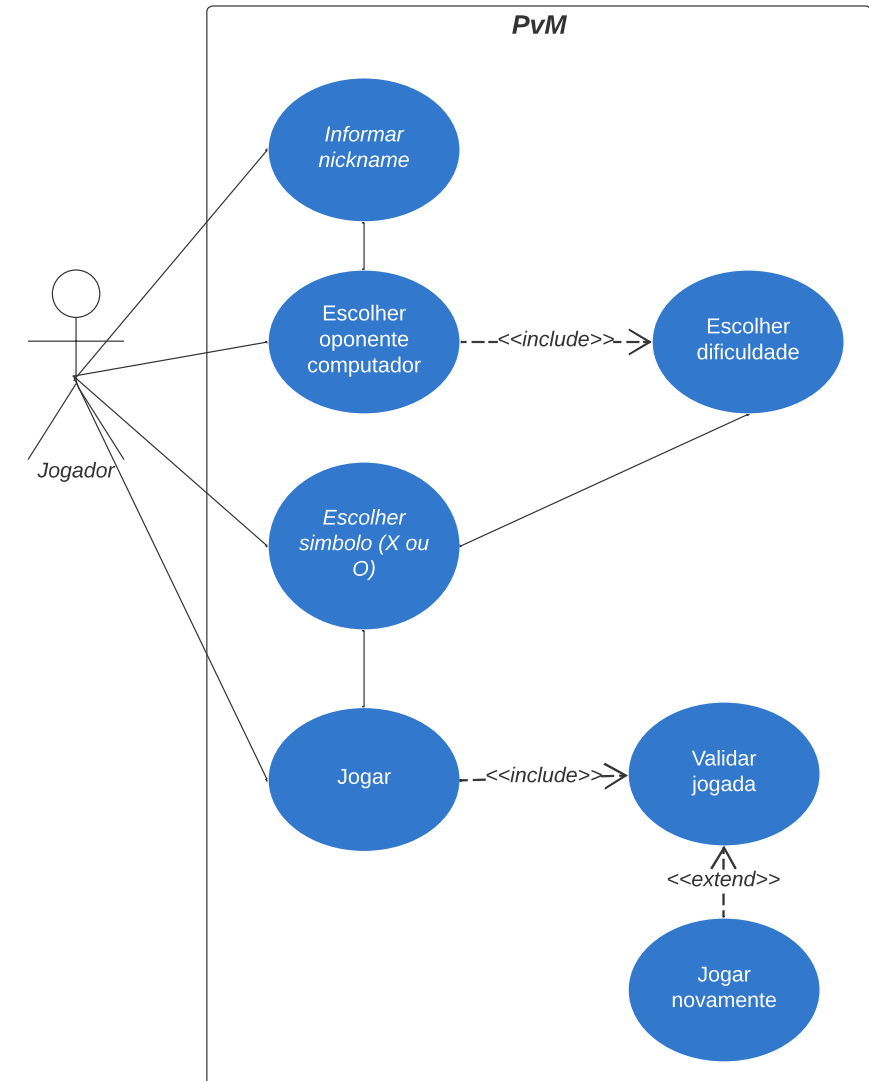 PvM
Informar
nickname
Escolher
oponente
computador
<<include>>
Escolher
dificuldade
Jogador
Escolher
simbolo (X ou
O)
Jogar
<<include>>
Validar
jogada
<<extend>>
Jogar
novamente